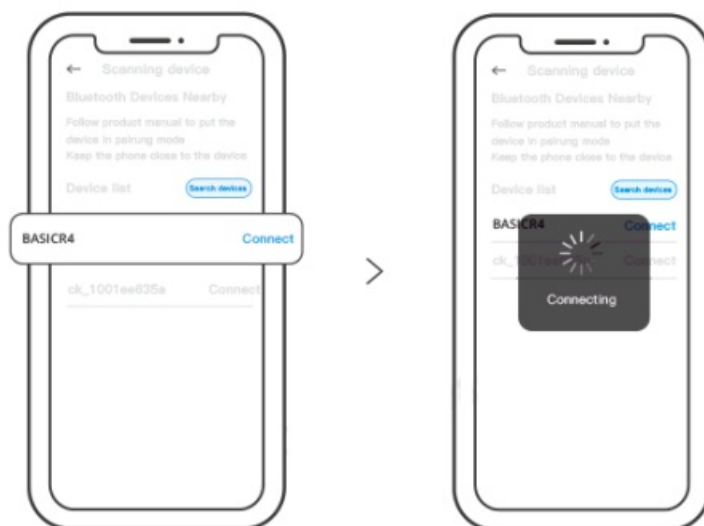 ← Scanning device
Bluetooth Devices Nearby
Follow product manual to put the
device in pairung mode
Keep the phone close to the device
Device list Search devices
BASICR4 Connect
ck_1001ee635a Connect
>
← Scanning device
Bluetooth Devices Nearby
Follow product manual to put the
device in pairung mode
Keep the phone close to the device
Device list Search devices
BASICR4 Connect
Connect
Connecting